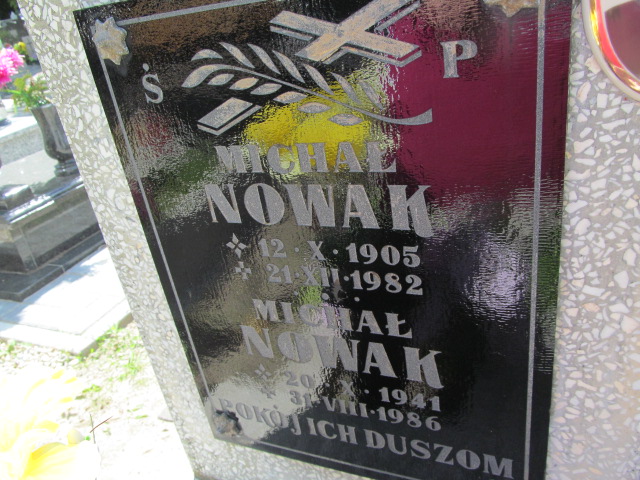 Ś P
MICHAŁ
NOWAK
12·X·1905
21·XII·1982
MICHAŁ
NOWAK
20·X·1941
31·VIII·1986
POKÓJ ICH DUSZOM